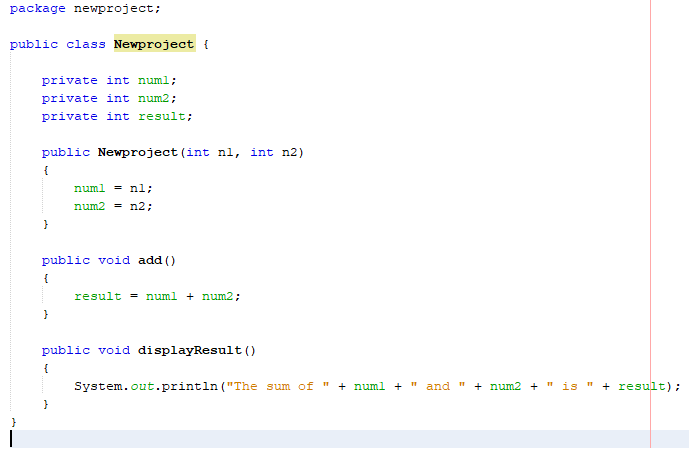 package newproject;
public class Newproject {
private int num1;
private int num2;
private int result;
public Newproject(int n1, int n2)
{
num1 = n1;
num2 = n2;
}
public void add()
{
result = num1 + num2;
}
public void displayResult()
{
System.out.println("The sum of " + num1 + " and " + num2 + " is " + result);
}
}